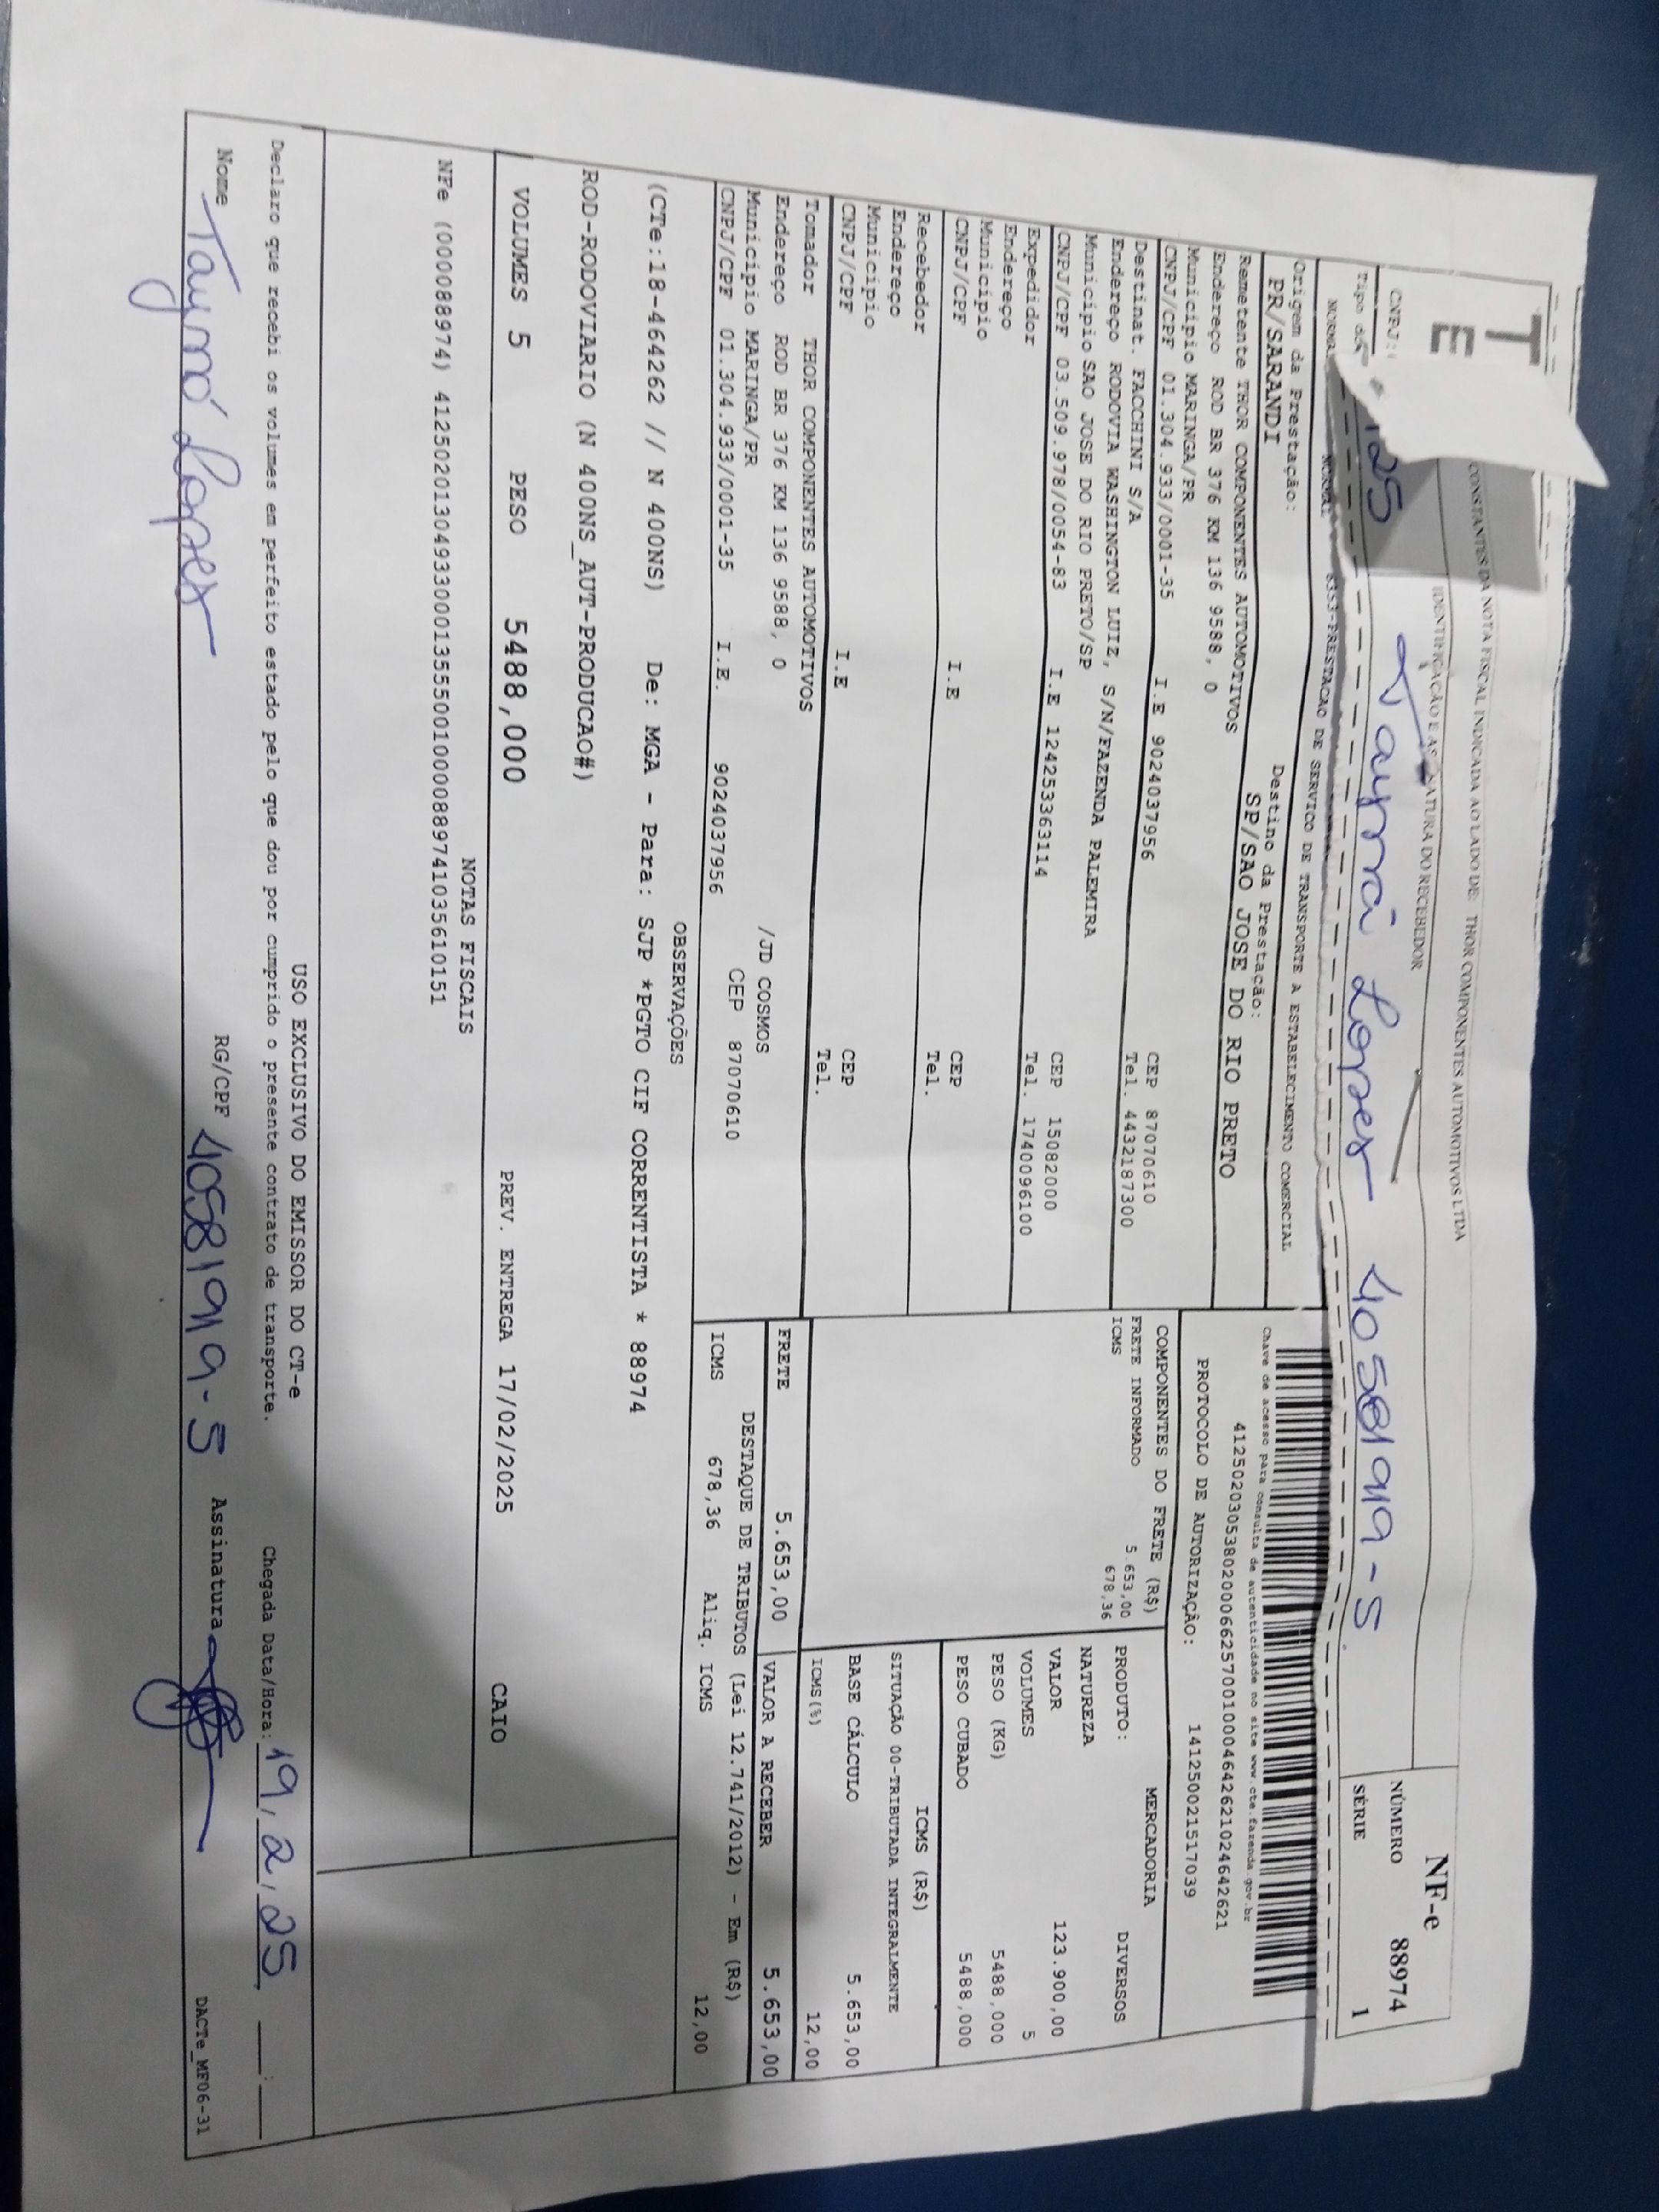 CONSTANTES DA NOTA FISCAL INDICADA AO LADO DE: THOR COMPONENTES AUTOMOTIVOS LTDA
DO RECEBEDOR
NF-e
NÚMERO 88974
SÉRIE 1
Taynná Lopes 40581919-5
T
E
CNPJ:
PRESTACAO DE SERVICO DE TRANSPORTE A ESTABELECIMENTO COMERCIAL
Chave de acesso para consulta de autenticidade no site www.cte.fazenda.gov.br
41250203053802000662570010004642621024642621
PROTOCOLO DE AUTORIZAÇÃO: 141250021517039
Origem da Prestação: Destino da Prestação:
PR/SARANDI SP/SAO JOSE DO RIO PRETO
Remetente THOR COMPONENTES AUTOMOTIVOS
Endereço ROD BR 376 KM 136 9588, 0
Município MARINGA/PR CEP 87070610
CNPJ/CPF 01.304.933/0001-35 I.E 9024037956 Tel. 4432187300
Destinat. FACCHINI S/A
Endereço RODOVIA WASHINGTON LUIZ, S/N/FAZENDA PALEMIRA
Município SAO JOSE DO RIO PRETO/SP CEP 15082000
CNPJ/CPF 03.509.978/0054-83 I.E 124253363114 Tel. 17400961​00
Expedidor
Endereço
Município CEP
CNPJ/CPF I.E Tel.
Recebedor
Endereço
Município CEP
CNPJ/CPF I.E Tel.
Tomador THOR COMPONENTES AUTOMOTIVOS
Endereço ROD BR 376 KM 136 9588, 0 /JD COSMOS
Município MARINGA/PR CEP 87070610
CNPJ/CPF 01.304.933/0001-35 I.E. 9024037956
COMPONENTES DO FRETE (R$)
FRETE INFORMADO 5.653,00
ICMS 678,36
MERCADORIA
PRODUTO: DIVERSOS
NATUREZA
VALOR 123.900,00
VOLUMES 5
PESO (KG) 5488,000
PESO CUBADO 5488,000
ICMS (R$)
SITUAÇÃO 00-TRIBUTADA INTEGRALMENTE
BASE CÁLCULO 5.653,00
ICMS(%) 12,00
FRETE 5.653,00 VALOR A RECEBER 5.653,00
DESTAQUE DE TRIBUTOS (Lei 12.741/2012) - Em (R$)
ICMS 678,36 Aliq. ICMS 12,00
OBSERVAÇÕES
(CTe:18-464262 // N 400NS) De: MGA - Para: SJP *PGTO CIF CORRENTISTA * 88974
ROD-RODOVIARIO (N 400NS_AUT-PRODUCAO#)
VOLUMES 5 PESO 5488,000 PREV. ENTREGA 17/02/2025 CAIO
NOTAS FISCAIS
NFe (000088974) 41250201304933000135550010000889741035610151
USO EXCLUSIVO DO EMISSOR DO CT-e
Declaro que recebi os volumes em perfeito estado pelo que dou por cumprido o presente contrato de transporte. Chegada Data/Hora: 19/2/25 __:__
Nome Taynná Lopes RG/CPF 40581919-5 Assinatura
DACTe_MF06-31